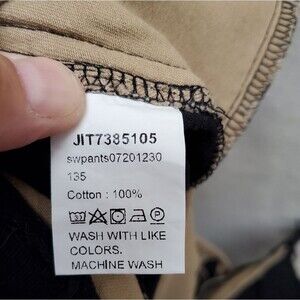 JIT7385105
swpants07201230
135
Cotton : 100%
WASH WITH LIKE
COLORS.
MACHINE WASH